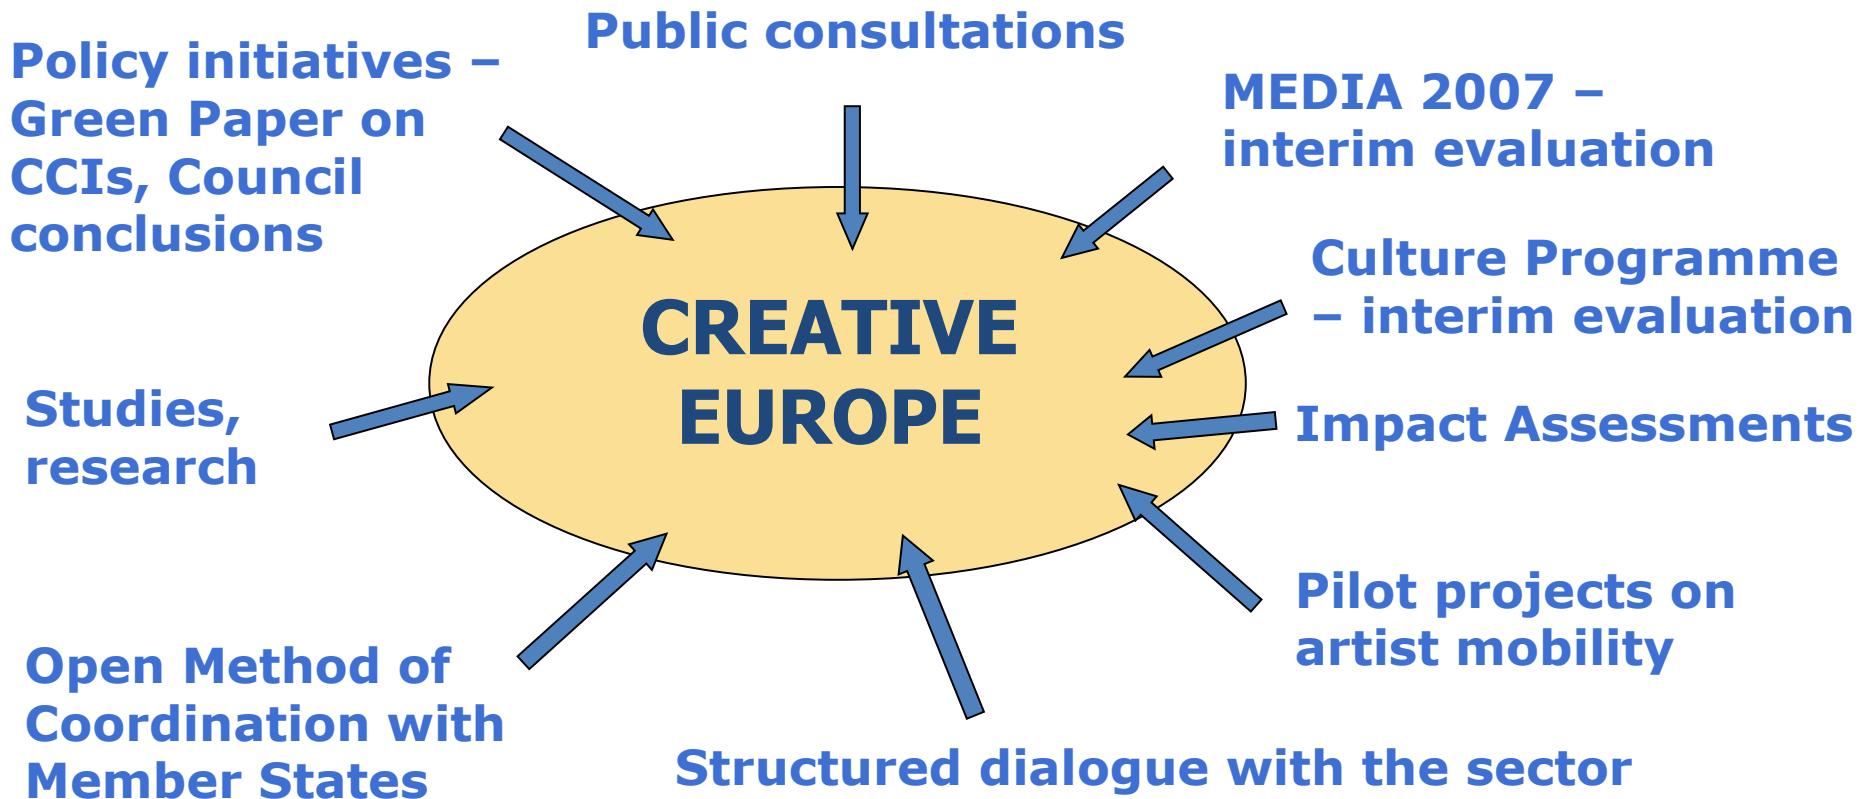 Public consultations
Policy initiatives –
Green Paper on
CCIs, Council
conclusions
MEDIA 2007 –
interim evaluation
Culture Programme
– interim evaluation
CREATIVE
EUROPE
Studies,
research
Impact Assessments
Pilot projects on
artist mobility
Open Method of
Coordination with
Member States
Structured dialogue with the sector